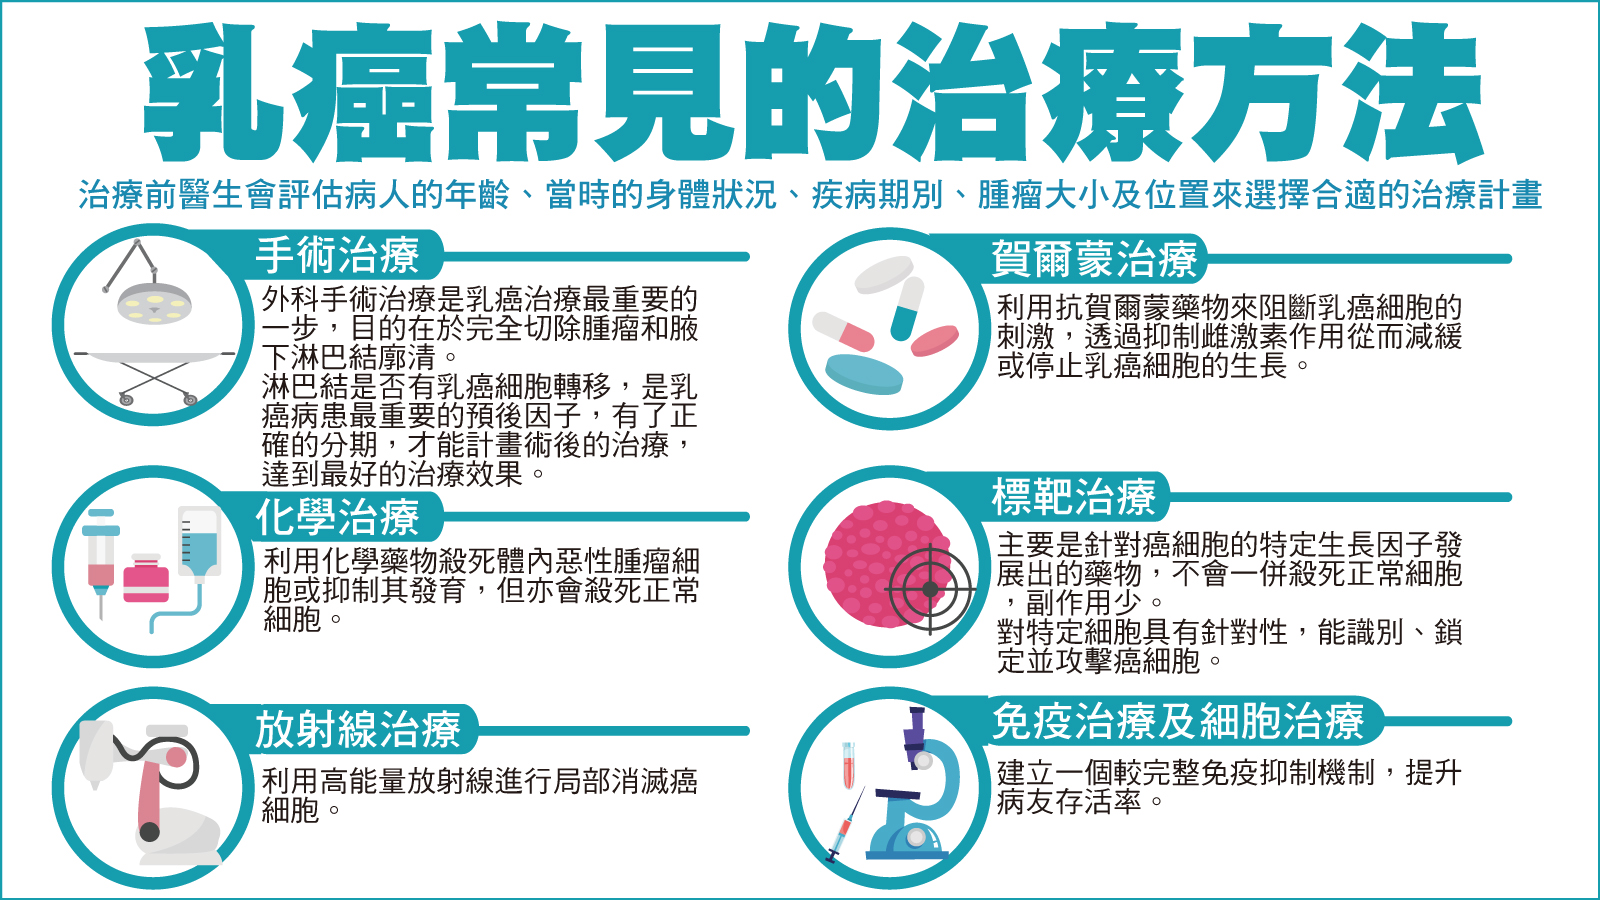 乳癌常見的治療方法
治療前醫生會評估病人的年齡、當時的身體狀況、疾病期別、腫瘤大小及位置來選擇合適的治療計畫
手術治療
外科手術治療是乳癌治療最重要的
一步，目的在於完全切除腫瘤和腋
下淋巴結廓清。
淋巴結是否有乳癌細胞轉移，是乳
癌病患最重要的預後因子，有了正
確的分期，才能計畫術後的治療，
達到最好的治療效果。
化學治療
利用化學藥物殺死體內惡性腫瘤細
胞或抑制其發育，但亦會殺死正常
細胞。
放射線治療
利用高能量放射線進行局部消滅癌
細胞。
賀爾蒙治療
利用抗賀爾蒙藥物來阻斷乳癌細胞的
刺激，透過抑制雌激素作用從而減緩
或停止乳癌細胞的生長。
標靶治療
主要是針對癌細胞的特定生長因子發
展出的藥物，不會一併殺死正常細胞
，副作用少。
對特定細胞具有針對性，能識別、鎖
定並攻擊癌細胞。
免疫治療及細胞治療
建立一個較完整免疫抑制機制，提升
病友存活率。